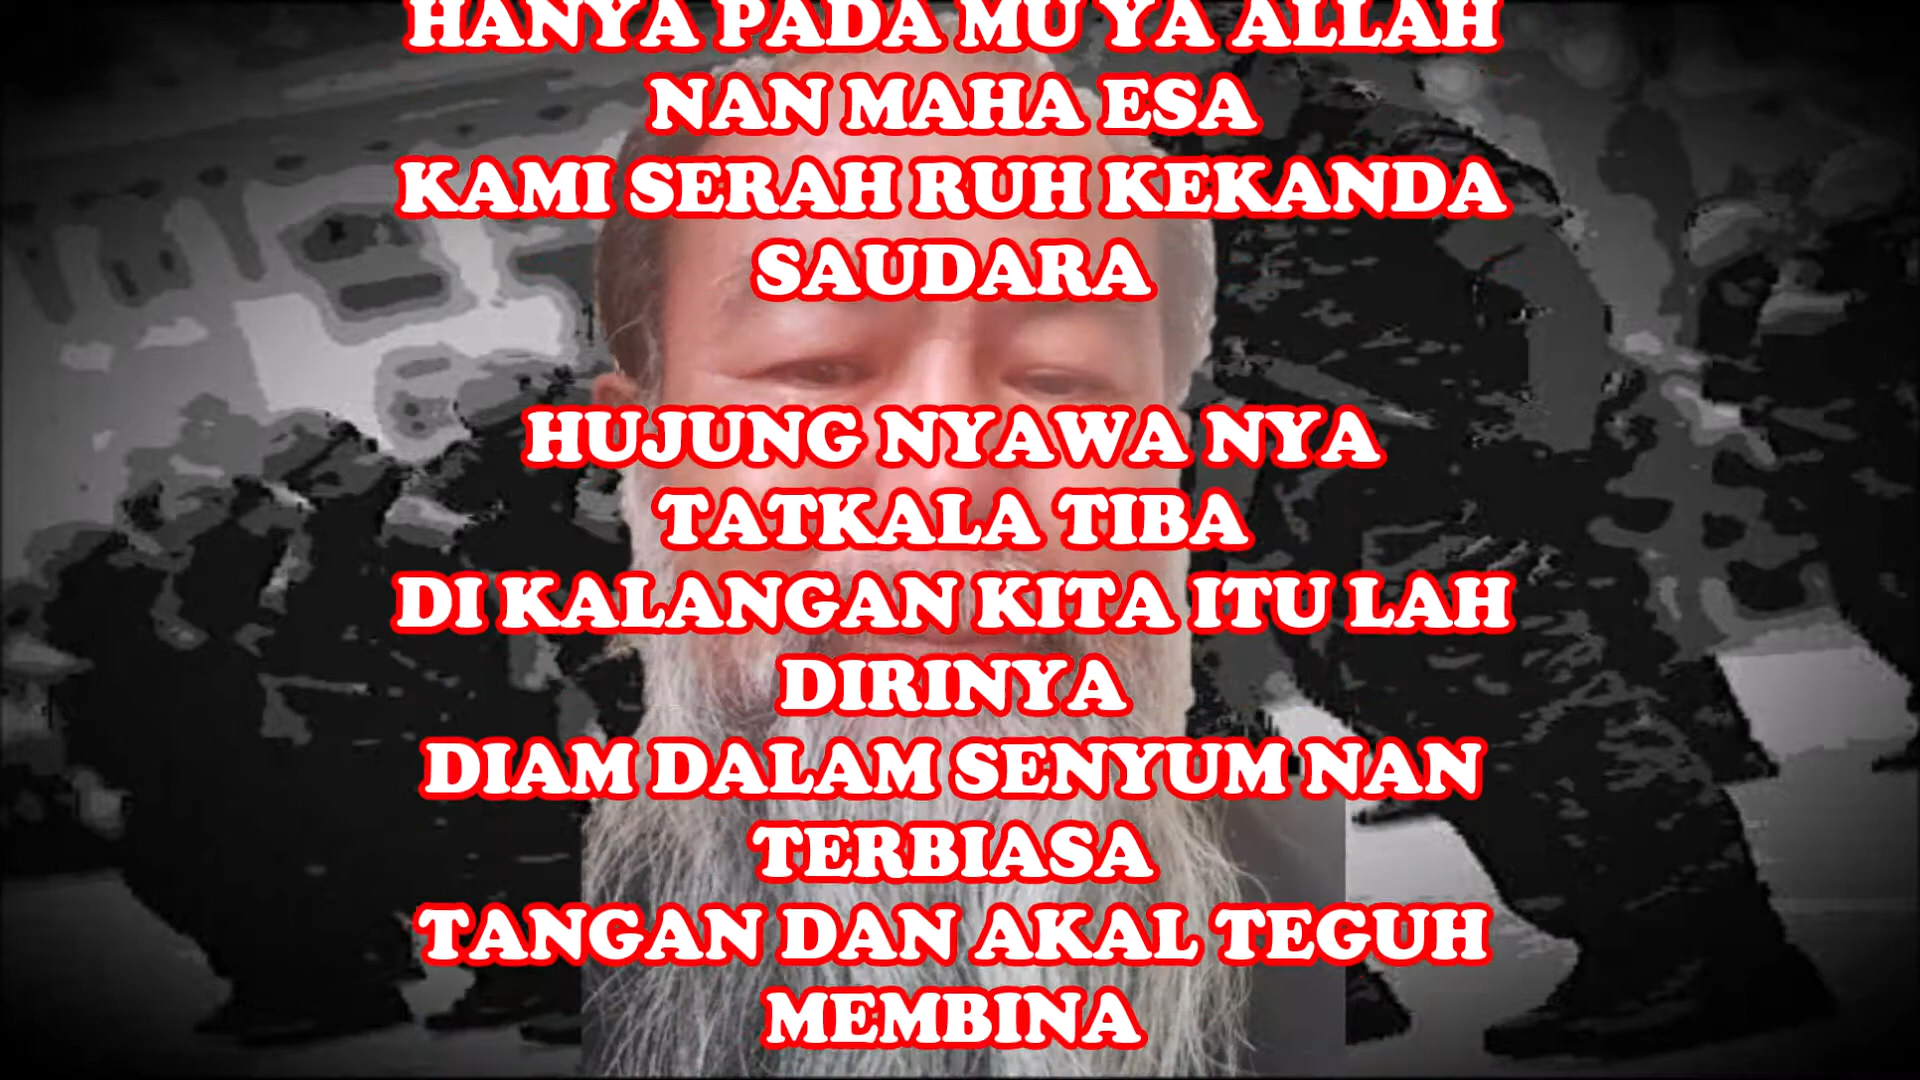 HANYA PADA MU YA ALLAH
NAN MAHA ESA
KAMI SERAH RUH KEKANDA
SAUDARA
HUJUNG NYAWA NYA
TATKALA TIBA
DI KALANGAN KITA ITU LAH
DIRINYA
DIAM DALAM SENYUM NAN
TERBIASA
TANGAN DAN AKAL TEGUH
MEMBINA